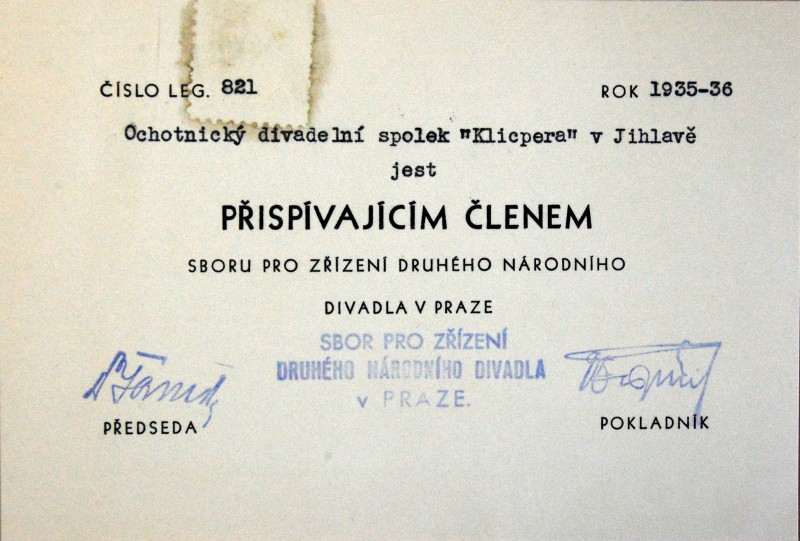 ČÍSLO LEG. 821 ROK 1935-36
Ochotnický divadelní spolek "Klicpera" v Jihlavě
jest
PŘISPÍVAJÍCÍM ČLENEM
SBORU PRO ZŘÍZENÍ DRUHÉHO NÁRODNÍHO
DIVADLA V PRAZE
SBOR PRO ZŘÍZENÍ
DRUHÉHO NÁRODNÍHO DIVADLA
v PRAZE.
PŘEDSEDA POKLADNÍK